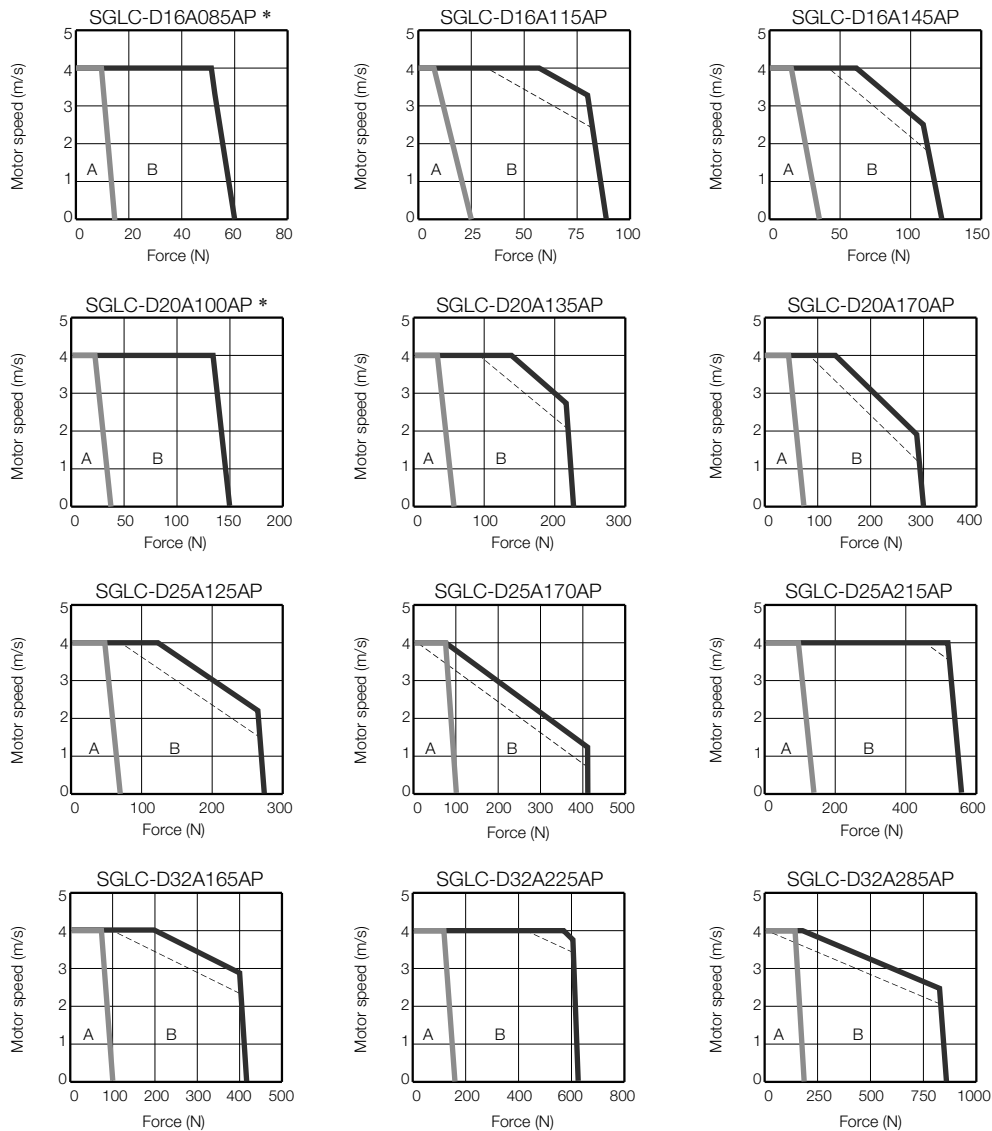 SGLC-D16A085AP *
5
4
3
2
1
0
Motor speed (m/s)
A
B
0 20 40 60 80
Force (N)
SGLC-D16A115AP
5
4
3
2
1
0
Motor speed (m/s)
A
B
0 25 50 75 100
Force (N)
SGLC-D16A145AP
5
4
3
2
1
0
Motor speed (m/s)
A
B
0 50 100 150
Force (N)
SGLC-D20A100AP *
5
4
3
2
1
0
Motor speed (m/s)
A
B
0 50 100 150 200
Force (N)
SGLC-D20A135AP
5
4
3
2
1
0
Motor speed (m/s)
A
B
0 100 200 300
Force (N)
SGLC-D20A170AP
5
4
3
2
1
0
Motor speed (m/s)
A
B
0 100 200 300 400
Force (N)
SGLC-D25A125AP
5
4
3
2
1
0
Motor speed (m/s)
A
B
0 100 200 300
Force (N)
SGLC-D25A170AP
5
4
3
2
1
0
Motor speed (m/s)
A
B
0 100 200 300 400 500
Force (N)
SGLC-D25A215AP
5
4
3
2
1
0
Motor speed (m/s)
A
B
0 200 400 600
Force (N)
SGLC-D32A165AP
5
4
3
2
1
0
Motor speed (m/s)
A
B
0 100 200 300 400 500
Force (N)
SGLC-D32A225AP
5
4
3
2
1
0
Motor speed (m/s)
A
B
0 200 400 600 800
Force (N)
SGLC-D32A285AP
5
4
3
2
1
0
Motor speed (m/s)
A
B
0 250 500 750 1000
Force (N)